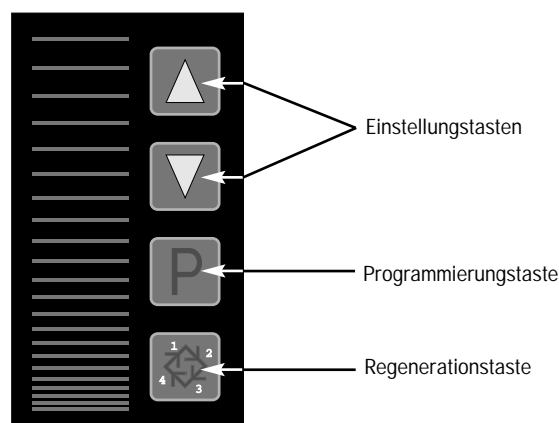 Einstellungstasten
P
Programmierungstaste
1
2
4
3
Regenerationstaste